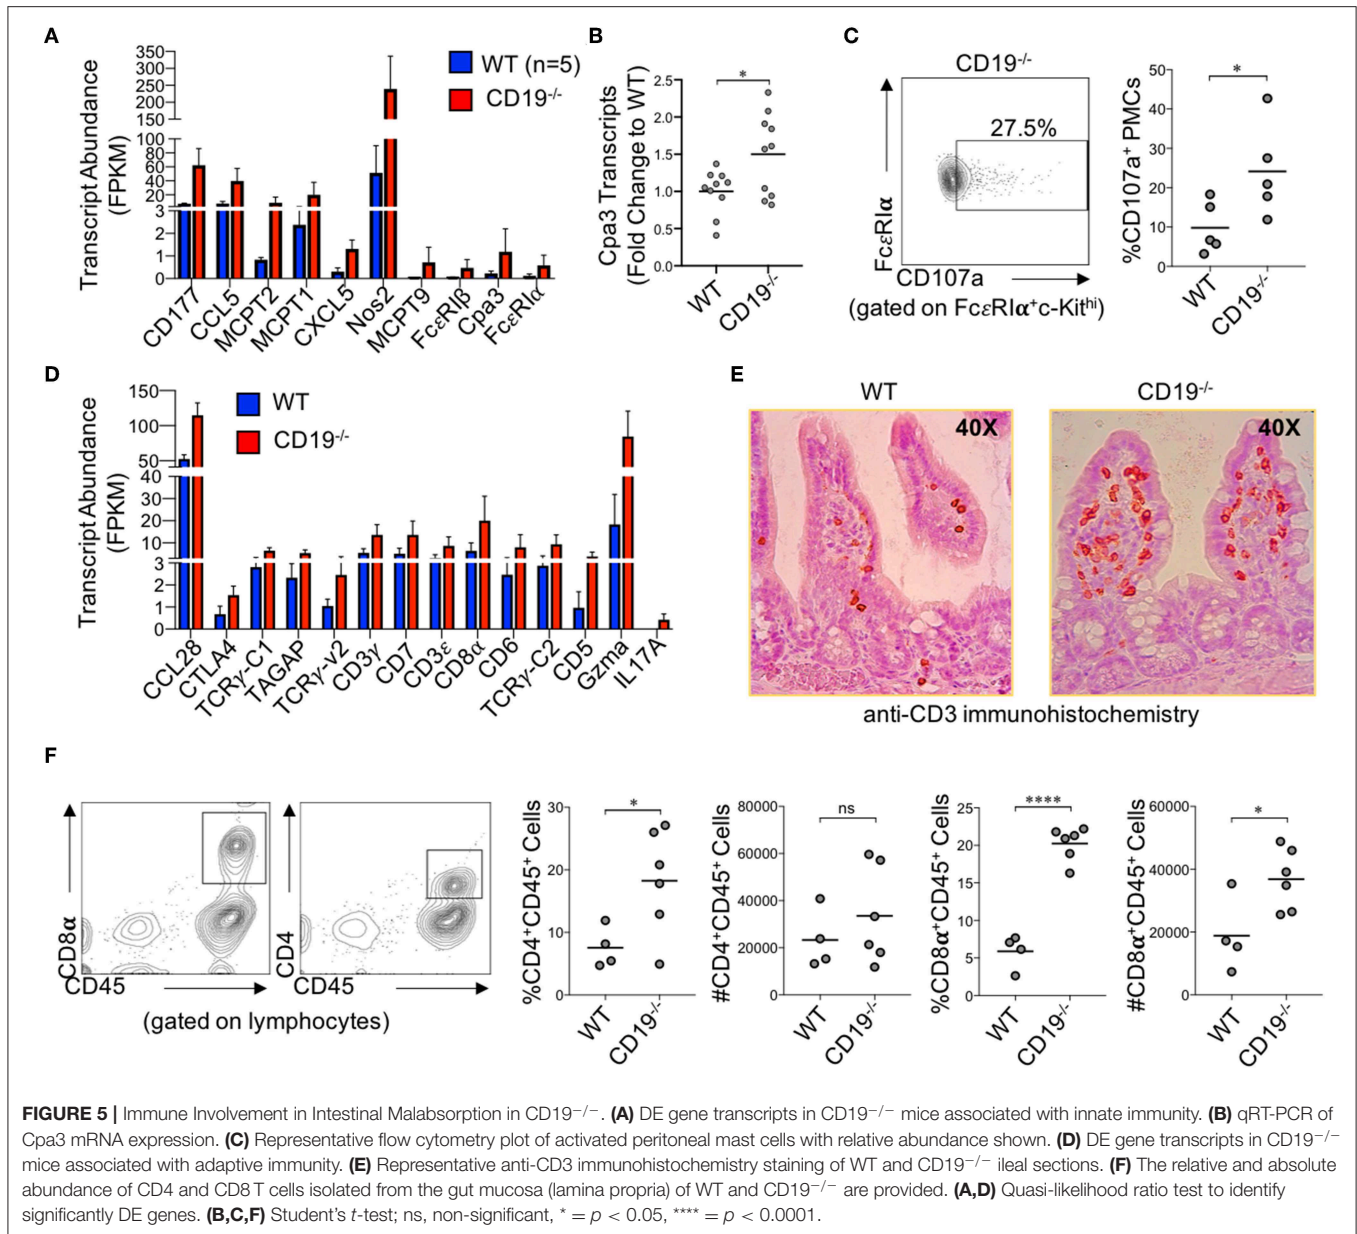 A
350
300
250
200
150
100
80
60
40
20
3
2
1
0
Transcript Abundance
(FPKM)
WT (n=5)
CD19-/-
CD177
CCL5
MCPT2
MCPT1
CXCL5
Nos2
MCPT9
FcεRIβ
Cpa3
FcεRIα
B
Cpa3 Transcripts
(Fold Change to WT)
2.5
2.0
1.5
1.0
0.5
0.0
*
WT
CD19-/-
C
CD19-/-
27.5%
FcεRIα
CD107a
(gated on FcεRIα+c-Kithi)
%CD107a+ PMCs
50
40
30
20
10
0
*
WT
CD19-/-
D
150
100
50
40
30
20
10
3
2
1
0
Transcript Abundance
(FPKM)
WT
CD19-/-
CCL28
CTLA4
TCRγ-C1
TAGAP
TCRγ-v2
CD3γ
CD7
CD3ε
CD8α
CD6
TCRγ-C2
CD5
Gzma
IL17A
E
WT
CD19-/-
40X
40X
anti-CD3 immunohistochemistry
F
CD8α
CD45
CD4
CD45
(gated on lymphocytes)
%CD4+CD45+ Cells
30
20
10
0
*
WT
CD19-/-
#CD4+CD45+ Cells
80000
60000
40000
20000
0
ns
WT
CD19-/-
%CD8α+CD45+ Cells
25
20
15
10
5
0
****
WT
CD19-/-
#CD8α+CD45+ Cells
60000
40000
20000
0
*
WT
CD19-/-
FIGURE 5 | Immune Involvement in Intestinal Malabsorption in CD19−/−. (A) DE gene transcripts in CD19−/− mice associated with innate immunity. (B) qRT-PCR of
Cpa3 mRNA expression. (C) Representative flow cytometry plot of activated peritoneal mast cells with relative abundance shown. (D) DE gene transcripts in CD19−/−
mice associated with adaptive immunity. (E) Representative anti-CD3 immunohistochemistry staining of WT and CD19−/− ileal sections. (F) The relative and absolute
abundance of CD4 and CD8 T cells isolated from the gut mucosa (lamina propria) of WT and CD19−/− are provided. (A,D) Quasi-likelihood ratio test to identify
significantly DE genes. (B,C,F) Student's t-test; ns, non-significant, * = p < 0.05, **** = p < 0.0001.